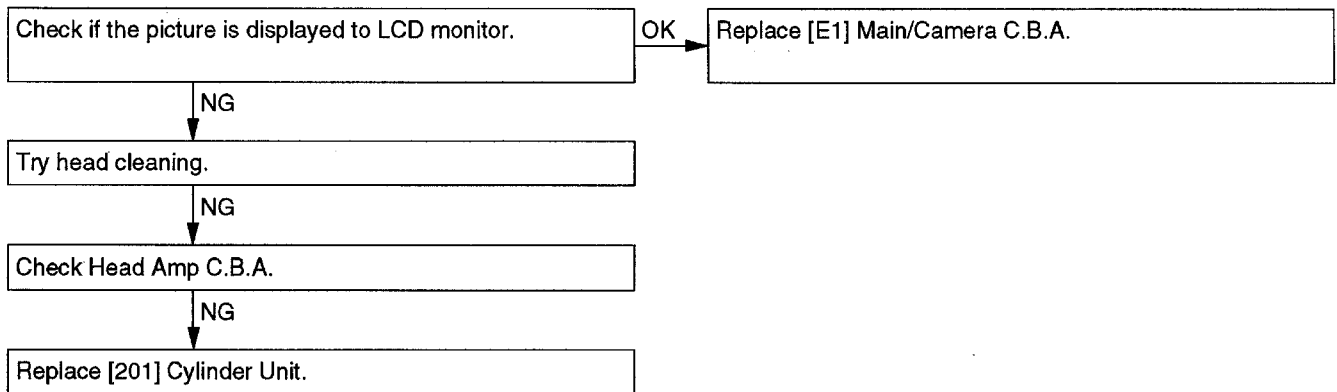 Check if the picture is displayed to LCD monitor.
OK
Replace [E1] Main/Camera C.B.A.
NG
Try head cleaning.
NG
Check Head Amp C.B.A.
NG
Replace [201] Cylinder Unit.